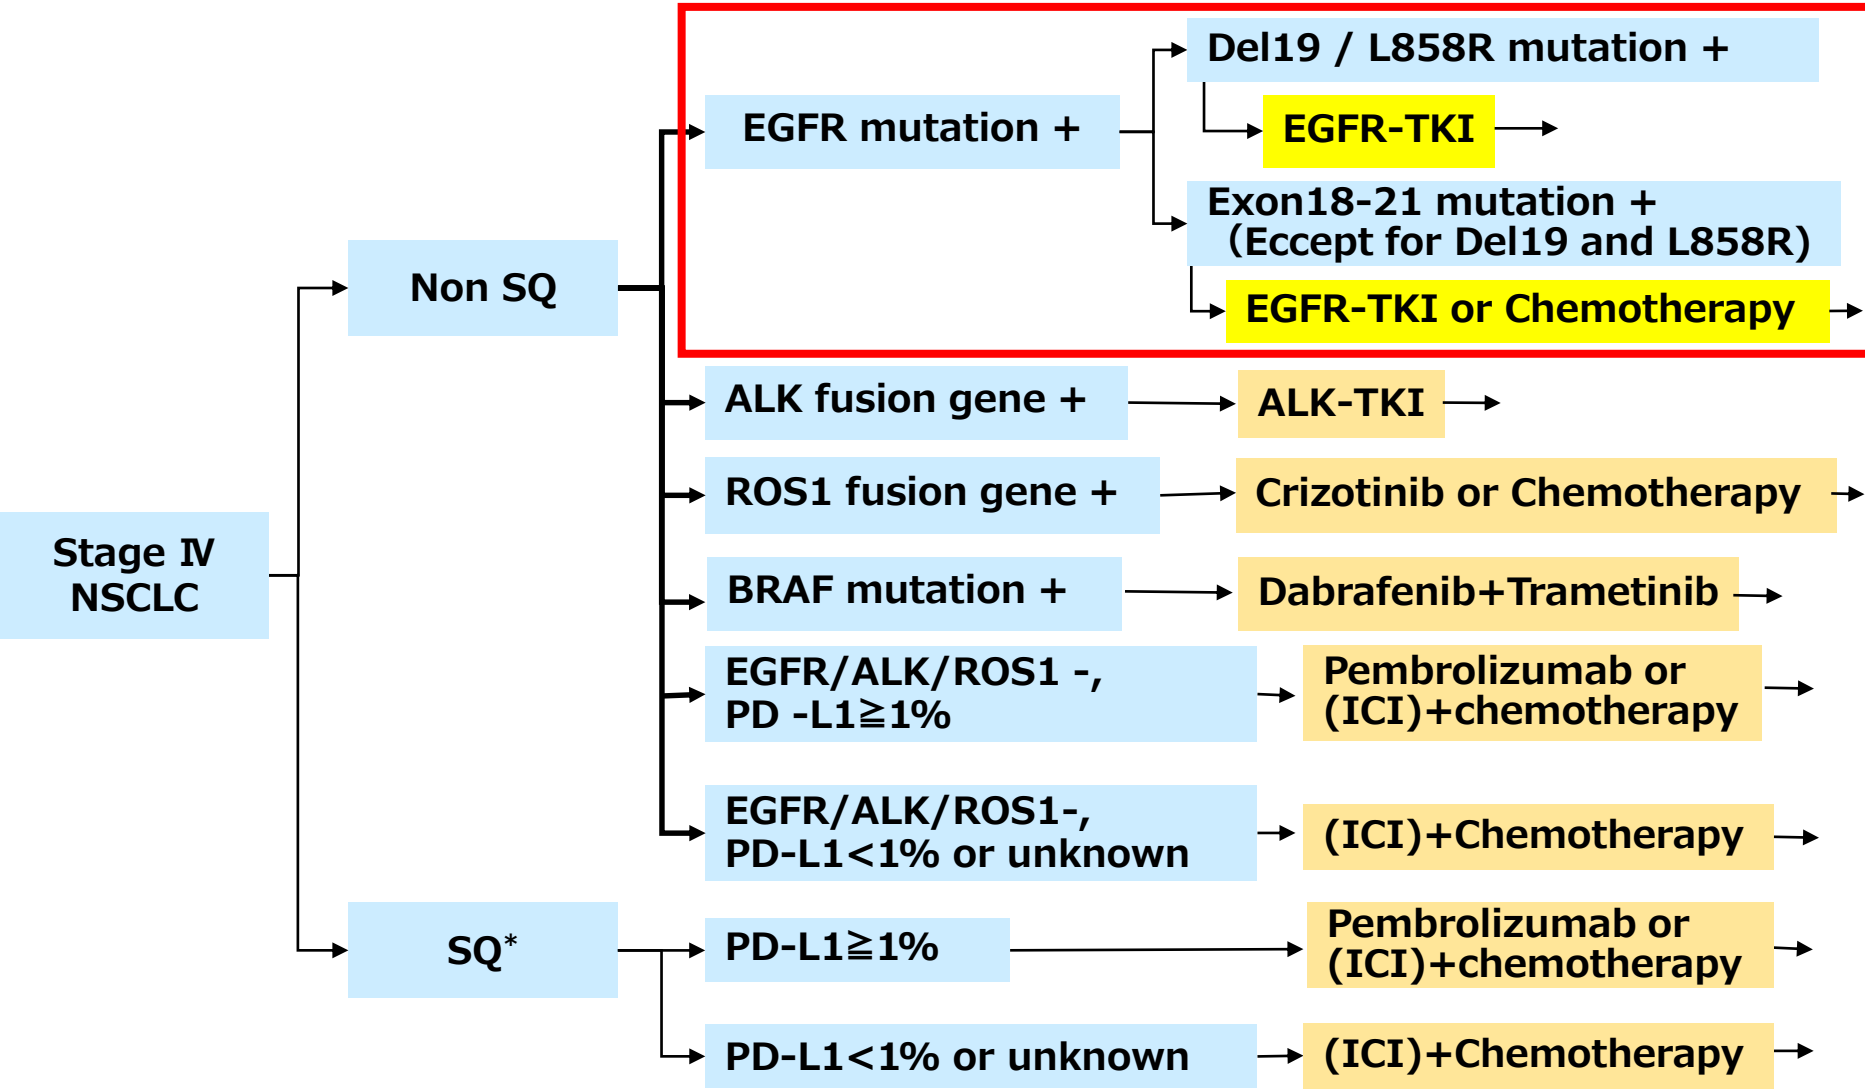 Del19 / L858R mutation +
EGFR mutation +
EGFR-TKI
Exon18-21 mutation +
（Eccept for Del19 and L858R)
Non SQ
EGFR-TKI or Chemotherapy
ALK fusion gene +
ALK-TKI
ROS1 fusion gene +
Crizotinib or Chemotherapy
Stage Ⅳ
NSCLC
BRAF mutation +
Dabrafenib+Trametinib
EGFR/ALK/ROS1 -,
PD -L1≧1%
Pembrolizumab or
(ICI)+chemotherapy
EGFR/ALK/ROS1-,
PD-L1<1% or unknown
(ICI)+Chemotherapy
SQ*
PD-L1≧1%
Pembrolizumab or
(ICI)+chemotherapy
PD-L1<1% or unknown
(ICI)+Chemotherapy